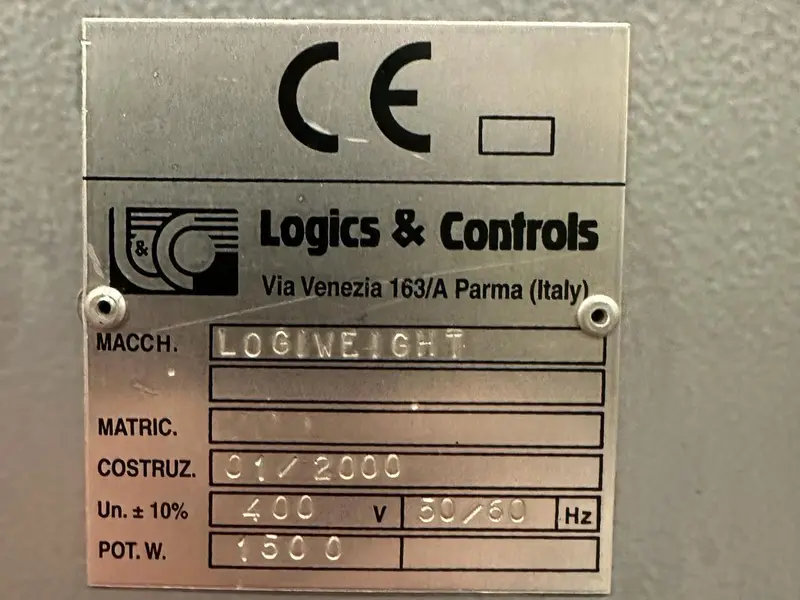 CE
L&C Logics & Controls
Via Venezia 163/A Parma (Italy)
MACCH. LOGIWEIGHT
MATRIC.
COSTRUZ. 01/2000
Un. ± 10% 400 V 50/60 Hz
POT. W. 1500